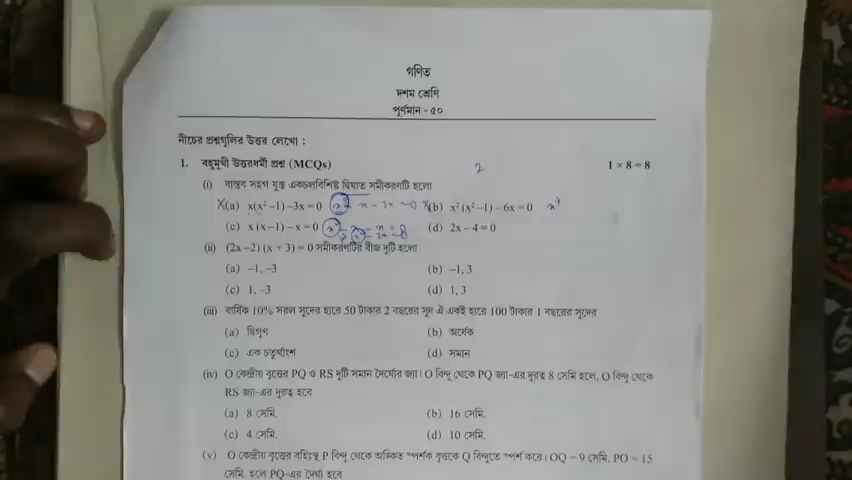 গণিত
দশম শ্রেণি
পূর্ণমান - ৫০
নীচের প্রশ্নগুলির উত্তর লেখো :
1. বহুমুখী উত্তরধর্মী প্রশ্ন (MCQs) 2 1 × 8 = 8
(i) বাস্তব সহগ যুক্ত একচলবিশিষ্ট দ্বিঘাত সমীকরণটি হলো
X(a) x(x²−1)−3x=0 x³ − x − 3x = 0 X(b) x²(x²−1)−6x=0 x⁴
(c) x(x−1)−x=0 (d) 2x−4=0
(ii) (2x−2)(x+3)=0 সমীকরণটির বীজ দুটি হলো
(a) −1, −3 (b) −1, 3
(c) 1, −3 (d) 1, 3
(iii) বার্ষিক 10% সরল সুদের হারে 50 টাকার 2 বছরের সুদ ঐ একই হারে 100 টাকার 1 বছরের সুদের
(a) দ্বিগুণ (b) অর্ধেক
(c) এক চতুর্থাংশ (d) সমান
(iv) O কেন্দ্রীয় বৃত্তের PQ ও RS দুটি সমান দৈর্ঘ্যের জ্যা। O বিন্দু থেকে PQ জ্যা-এর দূরত্ব 8 সেমি হলে, O বিন্দু থেকে
RS জ্যা-এর দূরত্ব হবে
(a) 8 সেমি. (b) 16 সেমি.
(c) 4 সেমি. (d) 10 সেমি.
(v) O কেন্দ্রীয় বৃত্তের বহিঃস্থ P বিন্দু থেকে অঙ্কিত স্পর্শক বৃত্তকে Q বিন্দুতে স্পর্শ করে। OQ = 9 সেমি, PO = 15
সেমি. হলে PQ-এর দৈর্ঘ্য হবে